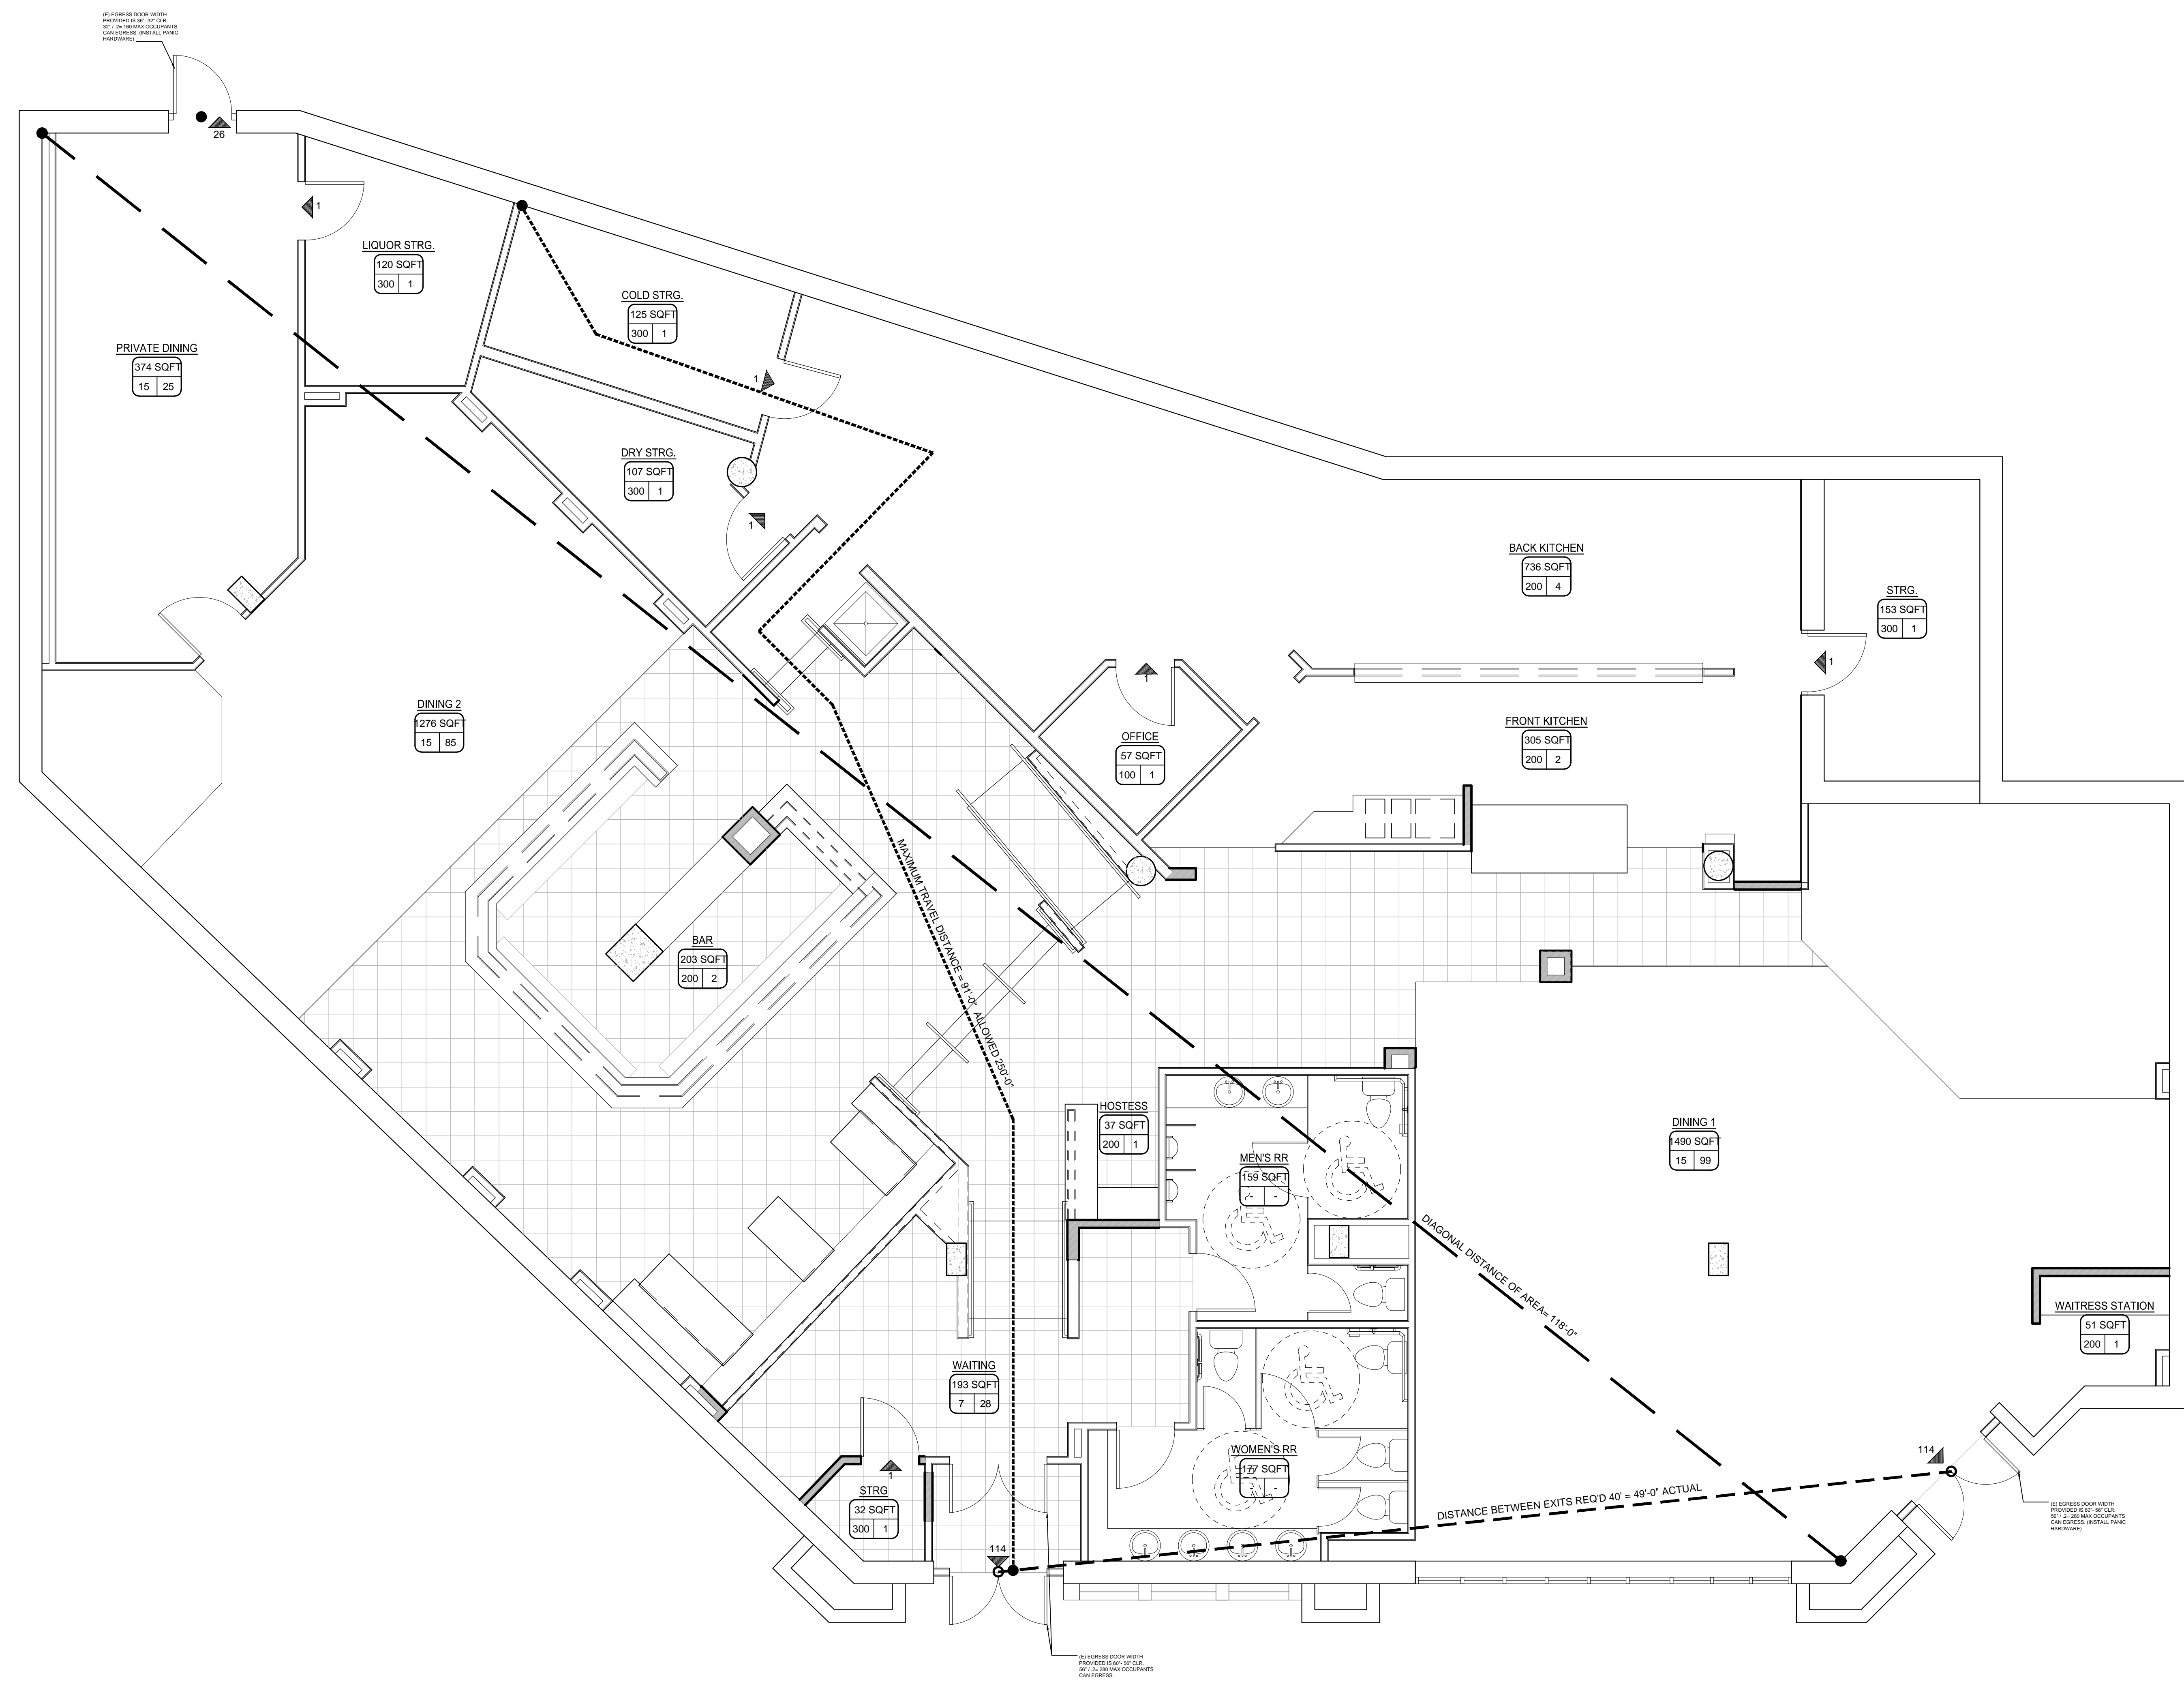 (E) EGRESS DOOR WIDTH
PROVIDED IS 36"- 32" CLR.
32" / .2= 160 MAX OCCUPANTS
CAN EGRESS. (INSTALL PANIC
HARDWARE)
26
1
LIQUOR STRG.
120 SQFT
300 1
COLD STRG.
125 SQFT
300 1
1
PRIVATE DINING
374 SQFT
15 25
DRY STRG.
107 SQFT
300 1
1
BACK KITCHEN
736 SQFT
200 4
STRG.
153 SQFT
300 1
1
DINING 2
1276 SQFT
15 85
1
OFFICE
57 SQFT
100 1
FRONT KITCHEN
305 SQFT
200 2
MAXIMUM TRAVEL DISTANCE = 91'-0" ALLOWED 250'-0"
BAR
203 SQFT
200 2
HOSTESS
37 SQFT
200 1
MEN'S RR
159 SQFT
- -
DINING 1
1490 SQFT
15 99
DIAGONAL DISTANCE OF AREA= 118'-0"
WAITRESS STATION
51 SQFT
200 1
WAITING
193 SQFT
7 28
WOMEN'S RR
177 SQFT
- -
1
STRG
32 SQFT
300 1
114
DISTANCE BETWEEN EXITS REQ'D 40' = 49'-0" ACTUAL
114
(E) EGRESS DOOR WIDTH
PROVIDED IS 60"- 56" CLR.
56" / .2= 280 MAX OCCUPANTS
CAN EGRESS. (INSTALL PANIC
HARDWARE)
(E) EGRESS DOOR WIDTH
PROVIDED IS 60"- 56" CLR.
56" / .2= 280 MAX OCCUPANTS
CAN EGRESS.